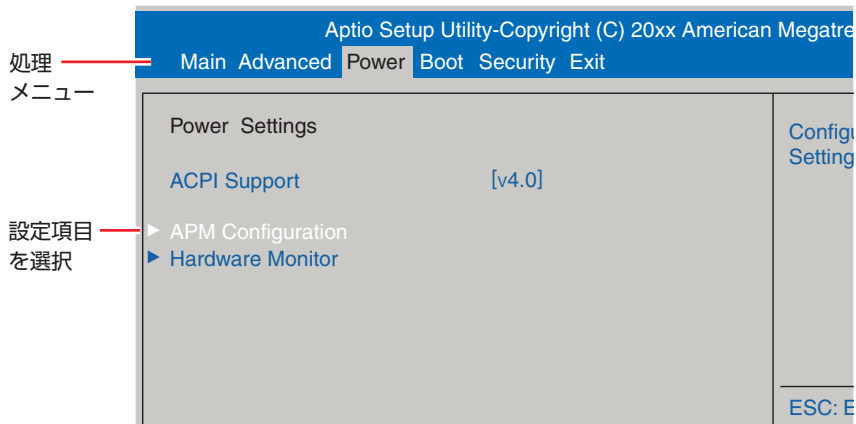 Aptio Setup Utility-Copyright (C) 20xx American Megatre
処理
メニュー
Main Advanced Power Boot Security Exit
Power Settings
ACPI Support [v4.0]
設定項目
を選択
▶ APM Configuration
▶ Hardware Monitor
Configu
Setting
ESC: E